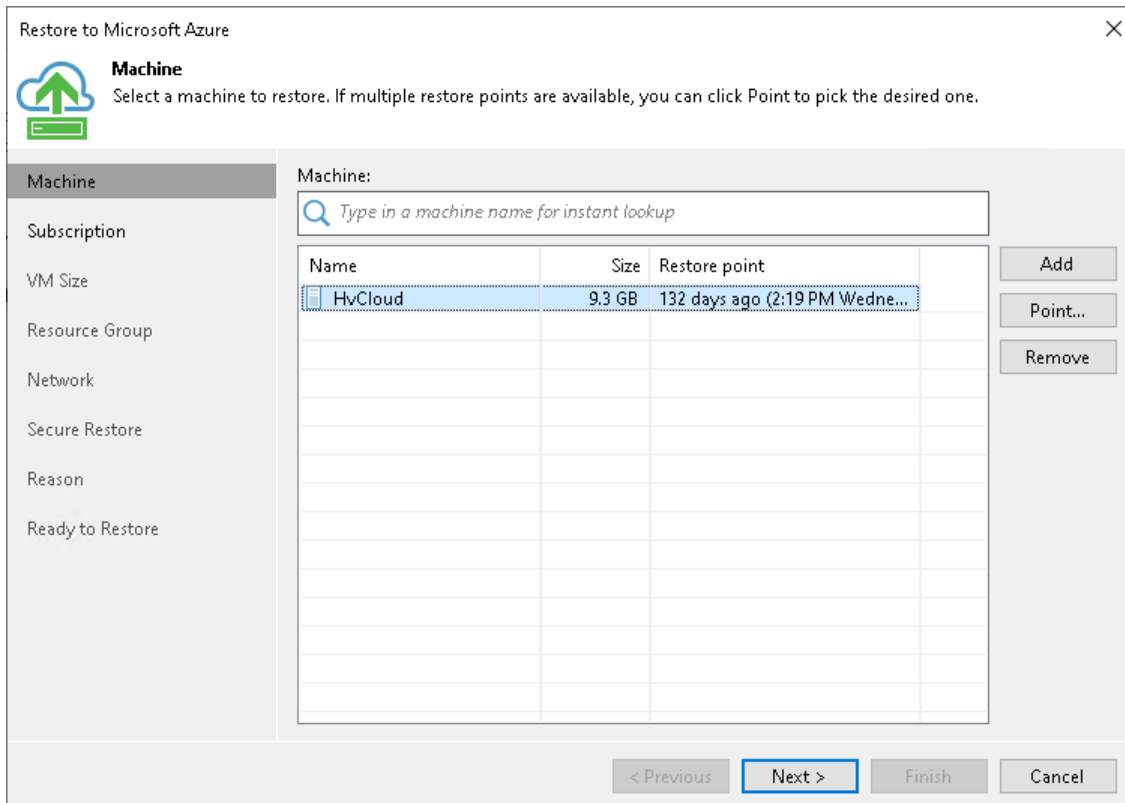 Restore to Microsoft Azure
Machine
Select a machine to restore. If multiple restore points are available, you can click Point to pick the desired one.
Machine
Subscription
VM Size
Resource Group
Network
Secure Restore
Reason
Ready to Restore
Machine:
Type in a machine name for instant lookup
Name Size Restore point
HvCloud 9.3 GB 132 days ago (2:19 PM Wedne...
Add
Point...
Remove
< Previous Next > Finish Cancel